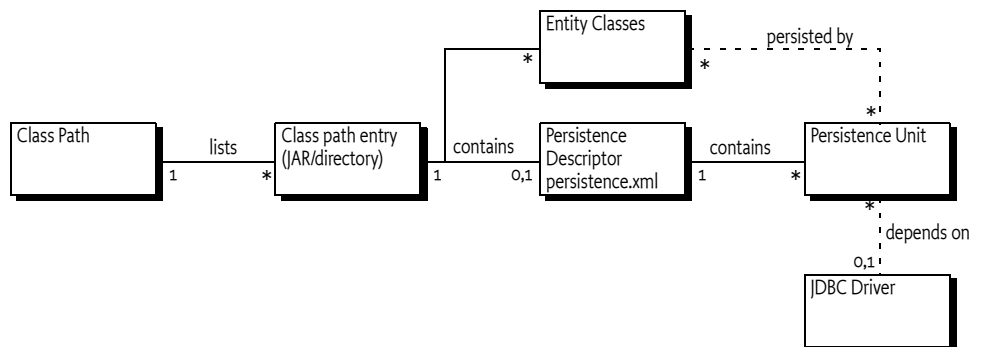 Entity Classes
persisted by
*
*
*
Class Path
lists
1
*
Class path entry
(JAR/directory)
contains
1
0,1
Persistence
Descriptor
persistence.xml
contains
1
*
Persistence Unit
*
depends on
0,1
JDBC Driver